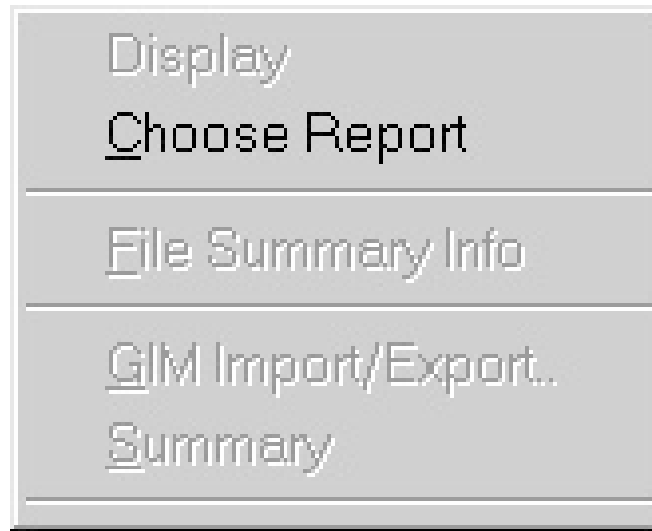 Display
Choose Report
File Summary Info
GIM Import/Export..
Summary